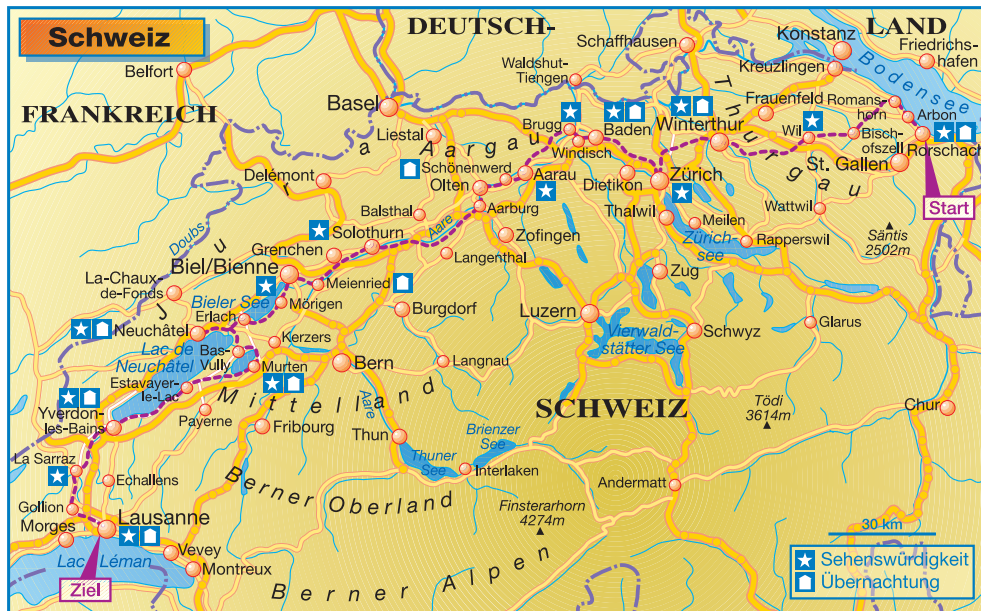 Schweiz
DEUTSCH-
LAND
FRANKREICH
SCHWEIZ
Belfort
Basel
Liestal
Delémont
Schaffhausen
Waldshut-
Tiengen
Konstanz
Kreuzlingen
Friedrichs-
hafen
Bodensee
Romans-
horn
Arbon
Rorschach
Start
Bisch-
ofszell
St. Gallen
Wil
Frauenfeld
Thurgau
Winterthur
Baden
Brugg
Windisch
Aargau
Schönenwerd
Olten
Aarau
Dietikon
Zürich
Thalwil
Meilen
Zürich-
see
Rapperswil
Wattwil
Säntis
2502m
Balsthal
Aare
Aarburg
Zofingen
Langenthal
Solothurn
Grenchen
Biel/Bienne
Meienried
Jura
Doubs
La-Chaux-
de-Fonds
Bieler See
Mörigen
Erlach
Neuchâtel
Lac de
Neuchâtel
Bas-
Vully
Kerzers
Murten
Burgdorf
Langnau
Bern
Luzern
Zug
Vierwald-
stätter See
Schwyz
Glarus
Tödi
3614m
Chur
Estavayer-
le-Lac
Mittelland
Payerne
Fribourg
Yverdon-
les-Bains
Aare
Thun
Thuner
See
Brienzer
See
Interlaken
Andermatt
Berner Oberland
Finsterarhorn
4274m
La Sarraz
Echallens
Gollion
Morges
Lausanne
Lac Léman
Ziel
Vevey
Montreux
Berner Alpen
30 km
Sehenswürdigkeit
Übernachtung